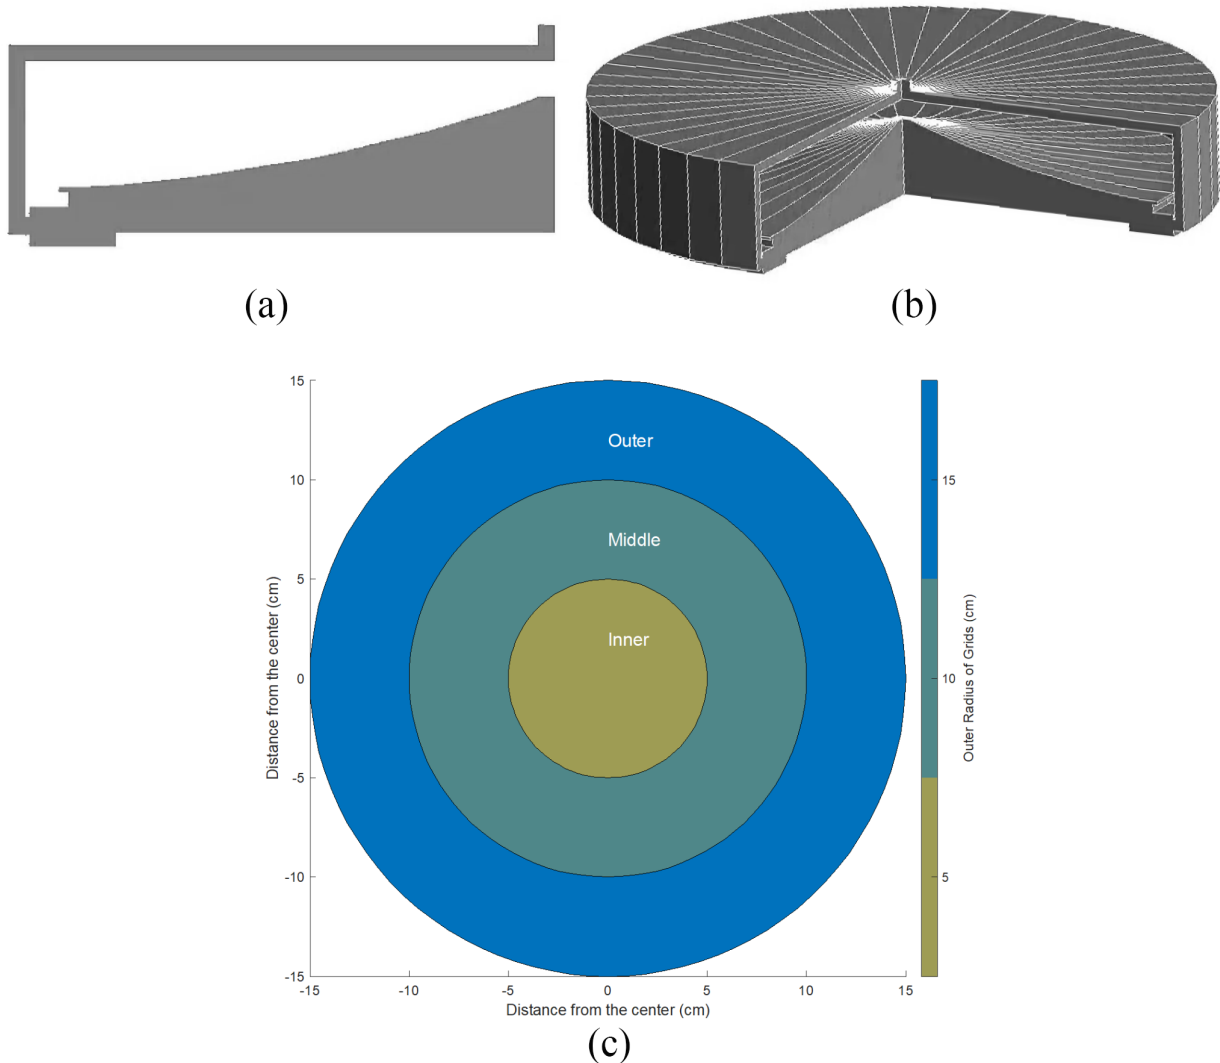 (a)
(b)
15
10
5
0
-5
-10
-15
Distance from the center (cm)
Outer
Middle
Inner
-15 -10 -5 0 5 10 15
Distance from the center (cm)
15
10
5
Outer Radius of Grids (cm)
(c)